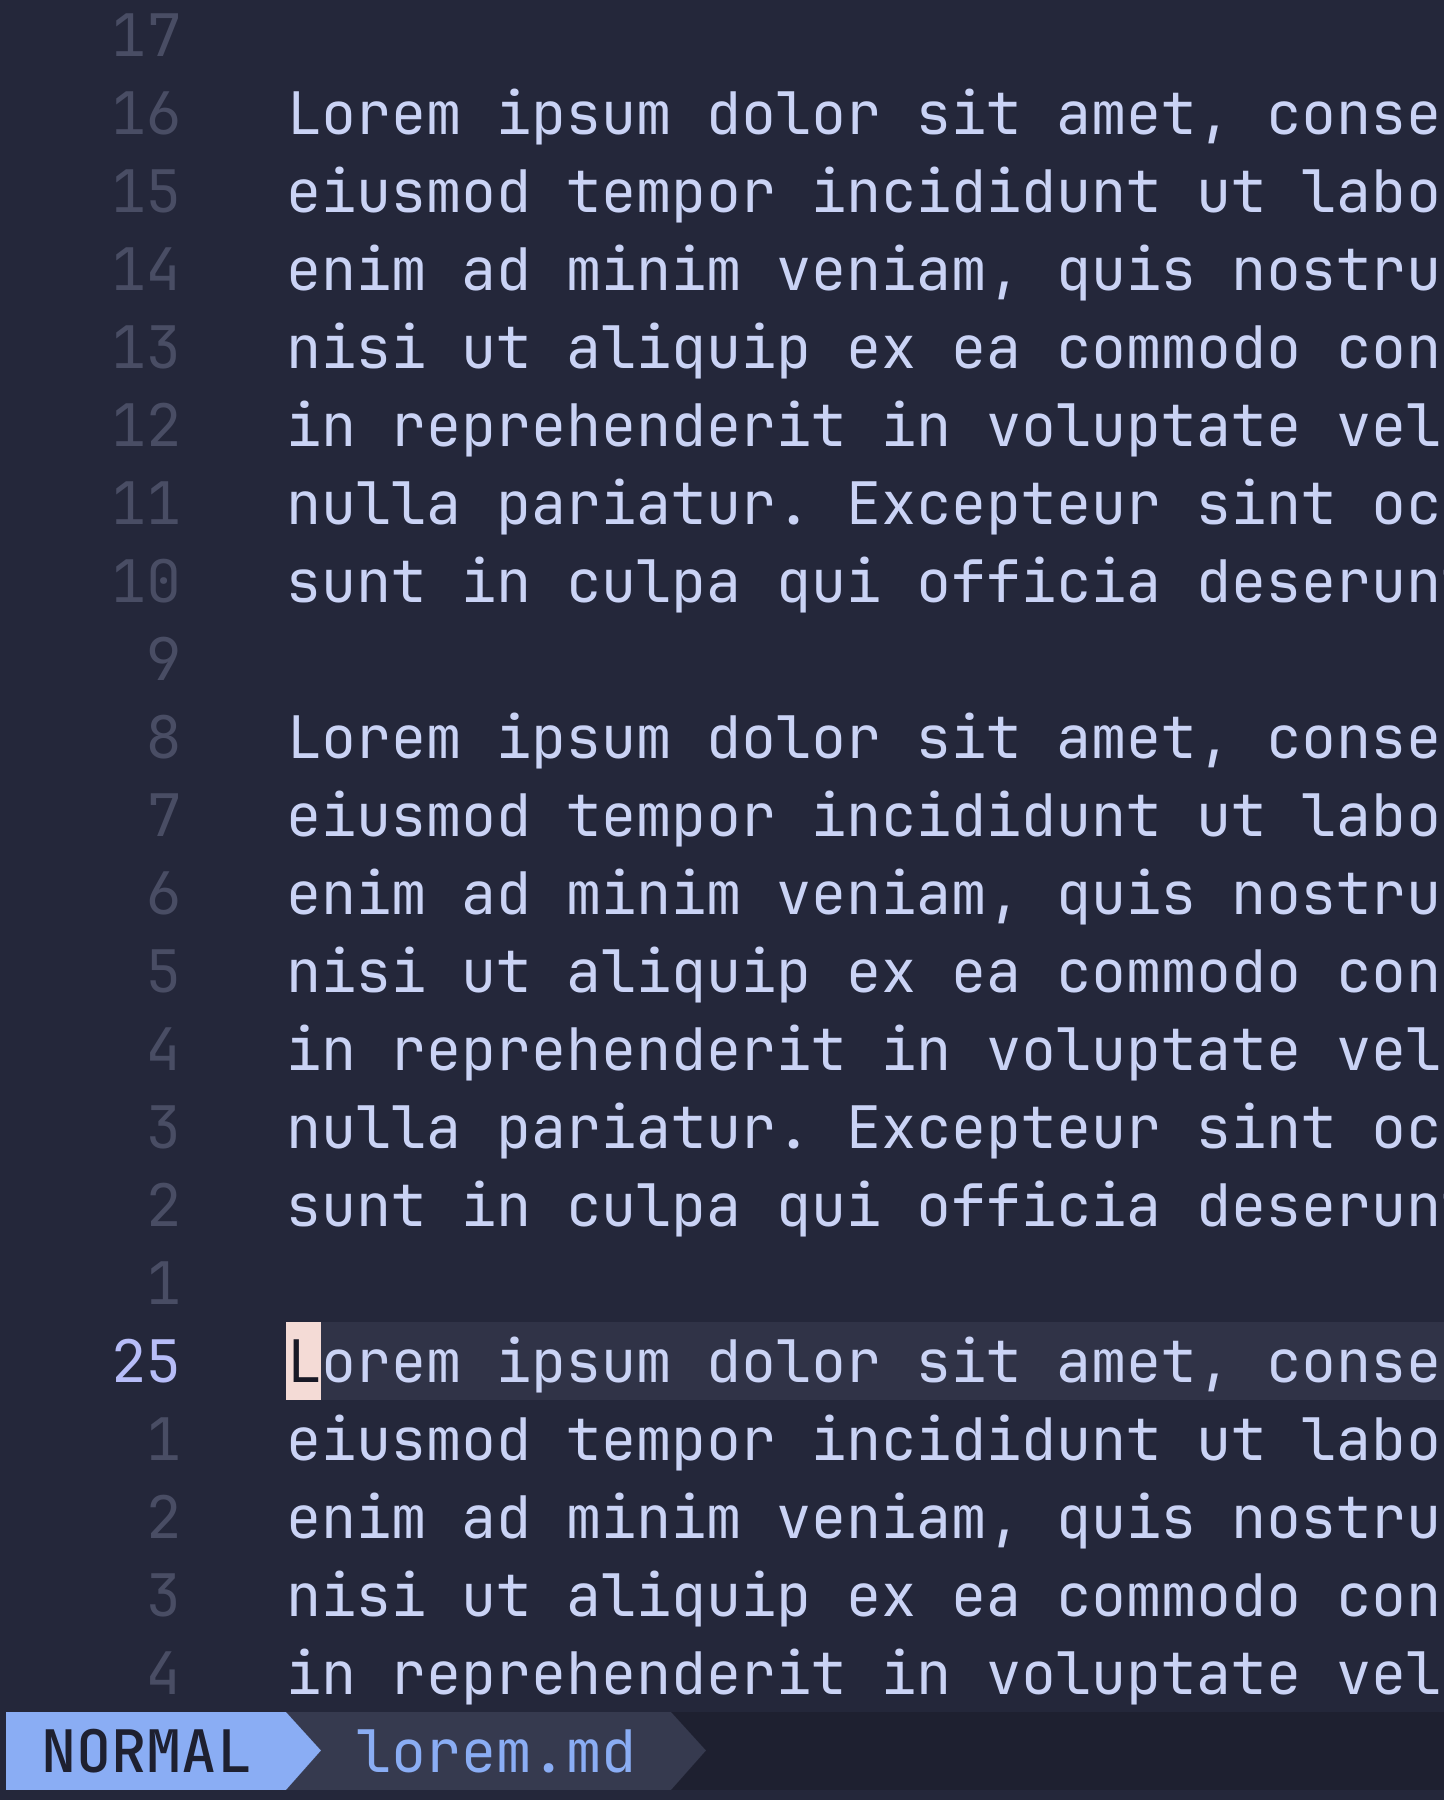 17
16 Lorem ipsum dolor sit amet, conse
15 eiusmod tempor incididunt ut labo
14 enim ad minim veniam, quis nostru
13 nisi ut aliquip ex ea commodo con
12 in reprehenderit in voluptate vel
11 nulla pariatur. Excepteur sint oc
10 sunt in culpa qui officia deserun
9
8 Lorem ipsum dolor sit amet, conse
7 eiusmod tempor incididunt ut labo
6 enim ad minim veniam, quis nostru
5 nisi ut aliquip ex ea commodo con
4 in reprehenderit in voluptate vel
3 nulla pariatur. Excepteur sint oc
2 sunt in culpa qui officia deserun
1
25 Lorem ipsum dolor sit amet, conse
1 eiusmod tempor incididunt ut labo
2 enim ad minim veniam, quis nostru
3 nisi ut aliquip ex ea commodo con
4 in reprehenderit in voluptate vel
NORMAL lorem.md